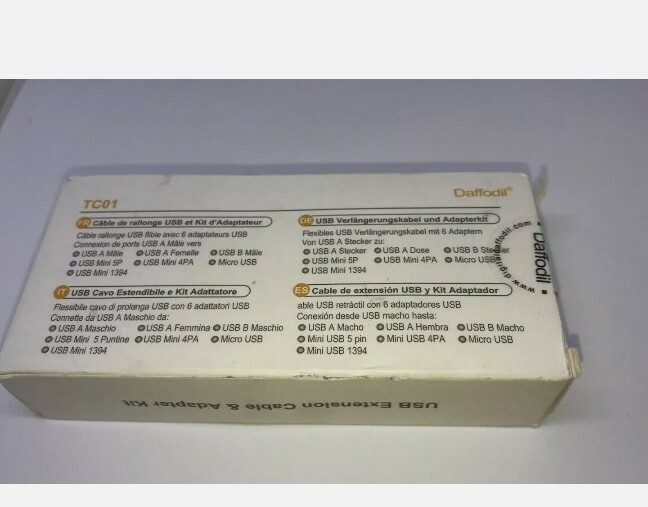 TC01
Daffodil®
FR Câble de rallonge USB et Kit d'Adaptateur
Câble rallonge USB flible avec 6 adaptateurs USB
Connexion de ports USB A Mâle vers
USB A Mâle USB A Femelle USB B Mâle
USB Mini 5P USB Mini 4PA Micro USB
USB Mini 1394
DE USB Verlängerungskabel und Adapterkit
Flexibles USB Verlängerungskabel mit 6 Adaptern
Von USB A Stecker zu:
USB A Stecker USB A Dose USB B Stecker
USB Mini 5P USB Mini 4PA Micro USB
USB Mini 1394
IT USB Cavo Estendibile e Kit Adattatore
Flessibile cavo di prolanga USB con 6 adattatori USB
Connette da USB A Maschio da:
USB A Maschio USB A Femmina USB B Maschio
USB Mini 5 Puntine USB Mini 4PA Micro USB
USB Mini 1394
ES Cable de extensión USB y Kit Adaptador
able USB retráctil con 6 adaptadores USB
Conexión desde USB macho hasta:
USB A Macho USB A Hembra USB B Macho
Mini USB 5 pin Mini USB 4PA Micro USB
Mini USB 1394
www.digitaldaffodil.com
Daffodil
USB Extension Cable & Adapter Kit